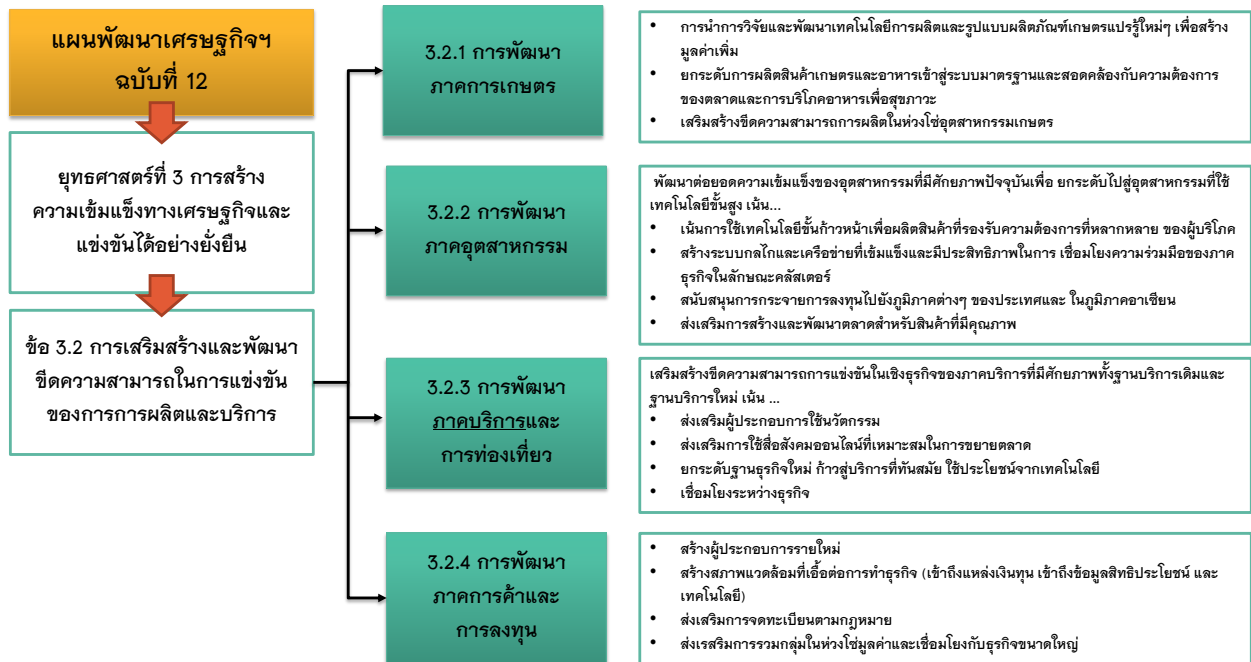 แผนพัฒนาเศรษฐกิจฯ
ฉบับที่ 12
ยุทธศาสตร์ที่ 3 การสร้าง
ความเข้มแข็งทางเศรษฐกิจและ
แข่งขันได้อย่างยั่งยืน
ข้อ 3.2 การเสริมสร้างและพัฒนา
ขีดความสามารถในการแข่งขัน
ของการการผลิตและบริการ
3.2.1 การพัฒนา
ภาคการเกษตร
• การนำการวิจัยและพัฒนาเทคโนโลยีการผลิตและรูปแบบผลิตภัณฑ์เกษตรแปรรู้ใหม่ๆ เพื่อสร้าง
มูลค่าเพิ่ม
• ยกระดับการผลิตสินค้าเกษตรและอาหารเข้าสู่ระบบมาตรฐานและสอดคล้องกับความต้องการ
ของตลาดและการบริโภคอาหารเพื่อสุขภาวะ
• เสริมสร้างขีดความสามารถการผลิตในห่วงโซ่อุตสาหกรรมเกษตร
3.2.2 การพัฒนา
ภาคอุตสาหกรรม
พัฒนาต่อยอดความเข้มแข็งของอุตสาหกรรมที่มีศักยภาพปัจจุบันเพื่อ ยกระดับไปสู่อุตสาหกรรมที่ใช้
เทคโนโลยีขั้นสูง เน้น...
• เน้นการใช้เทคโนโลยีขั้นก้าวหน้าเพื่อผลิตสินค้าที่รองรับความต้องการที่หลากหลาย ของผู้บริโภค
• สร้างระบบกลไกและเครือข่ายที่เข้มแข็งและมีประสิทธิภาพในการ เชื่อมโยงความร่วมมือของภาค
ธุรกิจในลักษณะคลัสเตอร์
• สนับสนุนการกระจายการลงทุนไปยังภูมิภาคต่างๆ ของประเทศและ ในภูมิภาคอาเซียน
• ส่งเสริมการสร้างและพัฒนาตลาดสำหรับสินค้าที่มีคุณภาพ
3.2.3 การพัฒนา
ภาคบริการและ
การท่องเที่ยว
เสริมสร้างขีดความสามารถการแข่งขันในเชิงธุรกิจของภาคบริการที่มีศักยภาพทั้งฐานบริการเดิมและ
ฐานบริการใหม่ เน้น ...
• ส่งเสริมผู้ประกอบการใช้นวัตกรรม
• ส่งเสริมการใช้สื่อสังคมออนไลน์ที่เหมาะสมในการขยายตลาด
• ยกระดับฐานธุรกิจใหม่ ก้าวสู่บริการที่ทันสมัย ใช้ประโยชน์จากเทคโนโลยี
• เชื่อมโยงระหว่างธุรกิจ
3.2.4 การพัฒนา
ภาคการค้าและ
การลงทุน
• สร้างผู้ประกอบการรายใหม่
• สร้างสภาพแวดล้อมที่เอื้อต่อการทำธุรกิจ (เข้าถึงแหล่งเงินทุน เข้าถึงข้อมูลสิทธิประโยชน์ และ
เทคโนโลยี)
• ส่งเสริมการจดทะเบียนตามกฎหมาย
• ส่งเรสริมการรวมกลุ่มในห่วงโซ่มูลค่าและเชื่อมโยงกับธุรกิจขนาดใหญ่